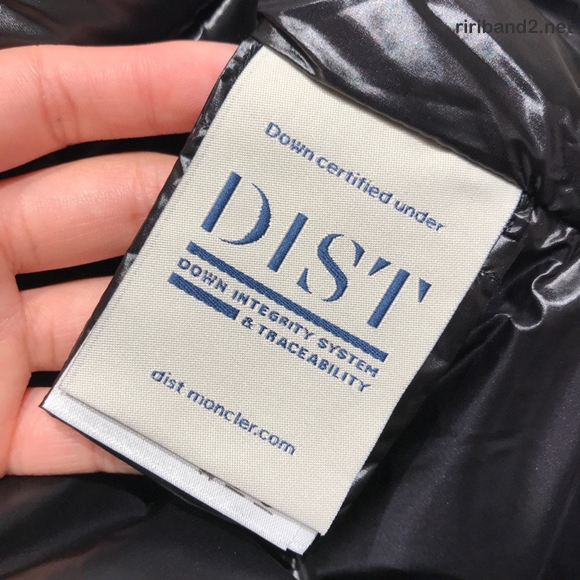 ririband2.net
Down certified under
DIST
DOWN INTEGRITY SYSTEM
& TRACEABILITY
dist moncler.com